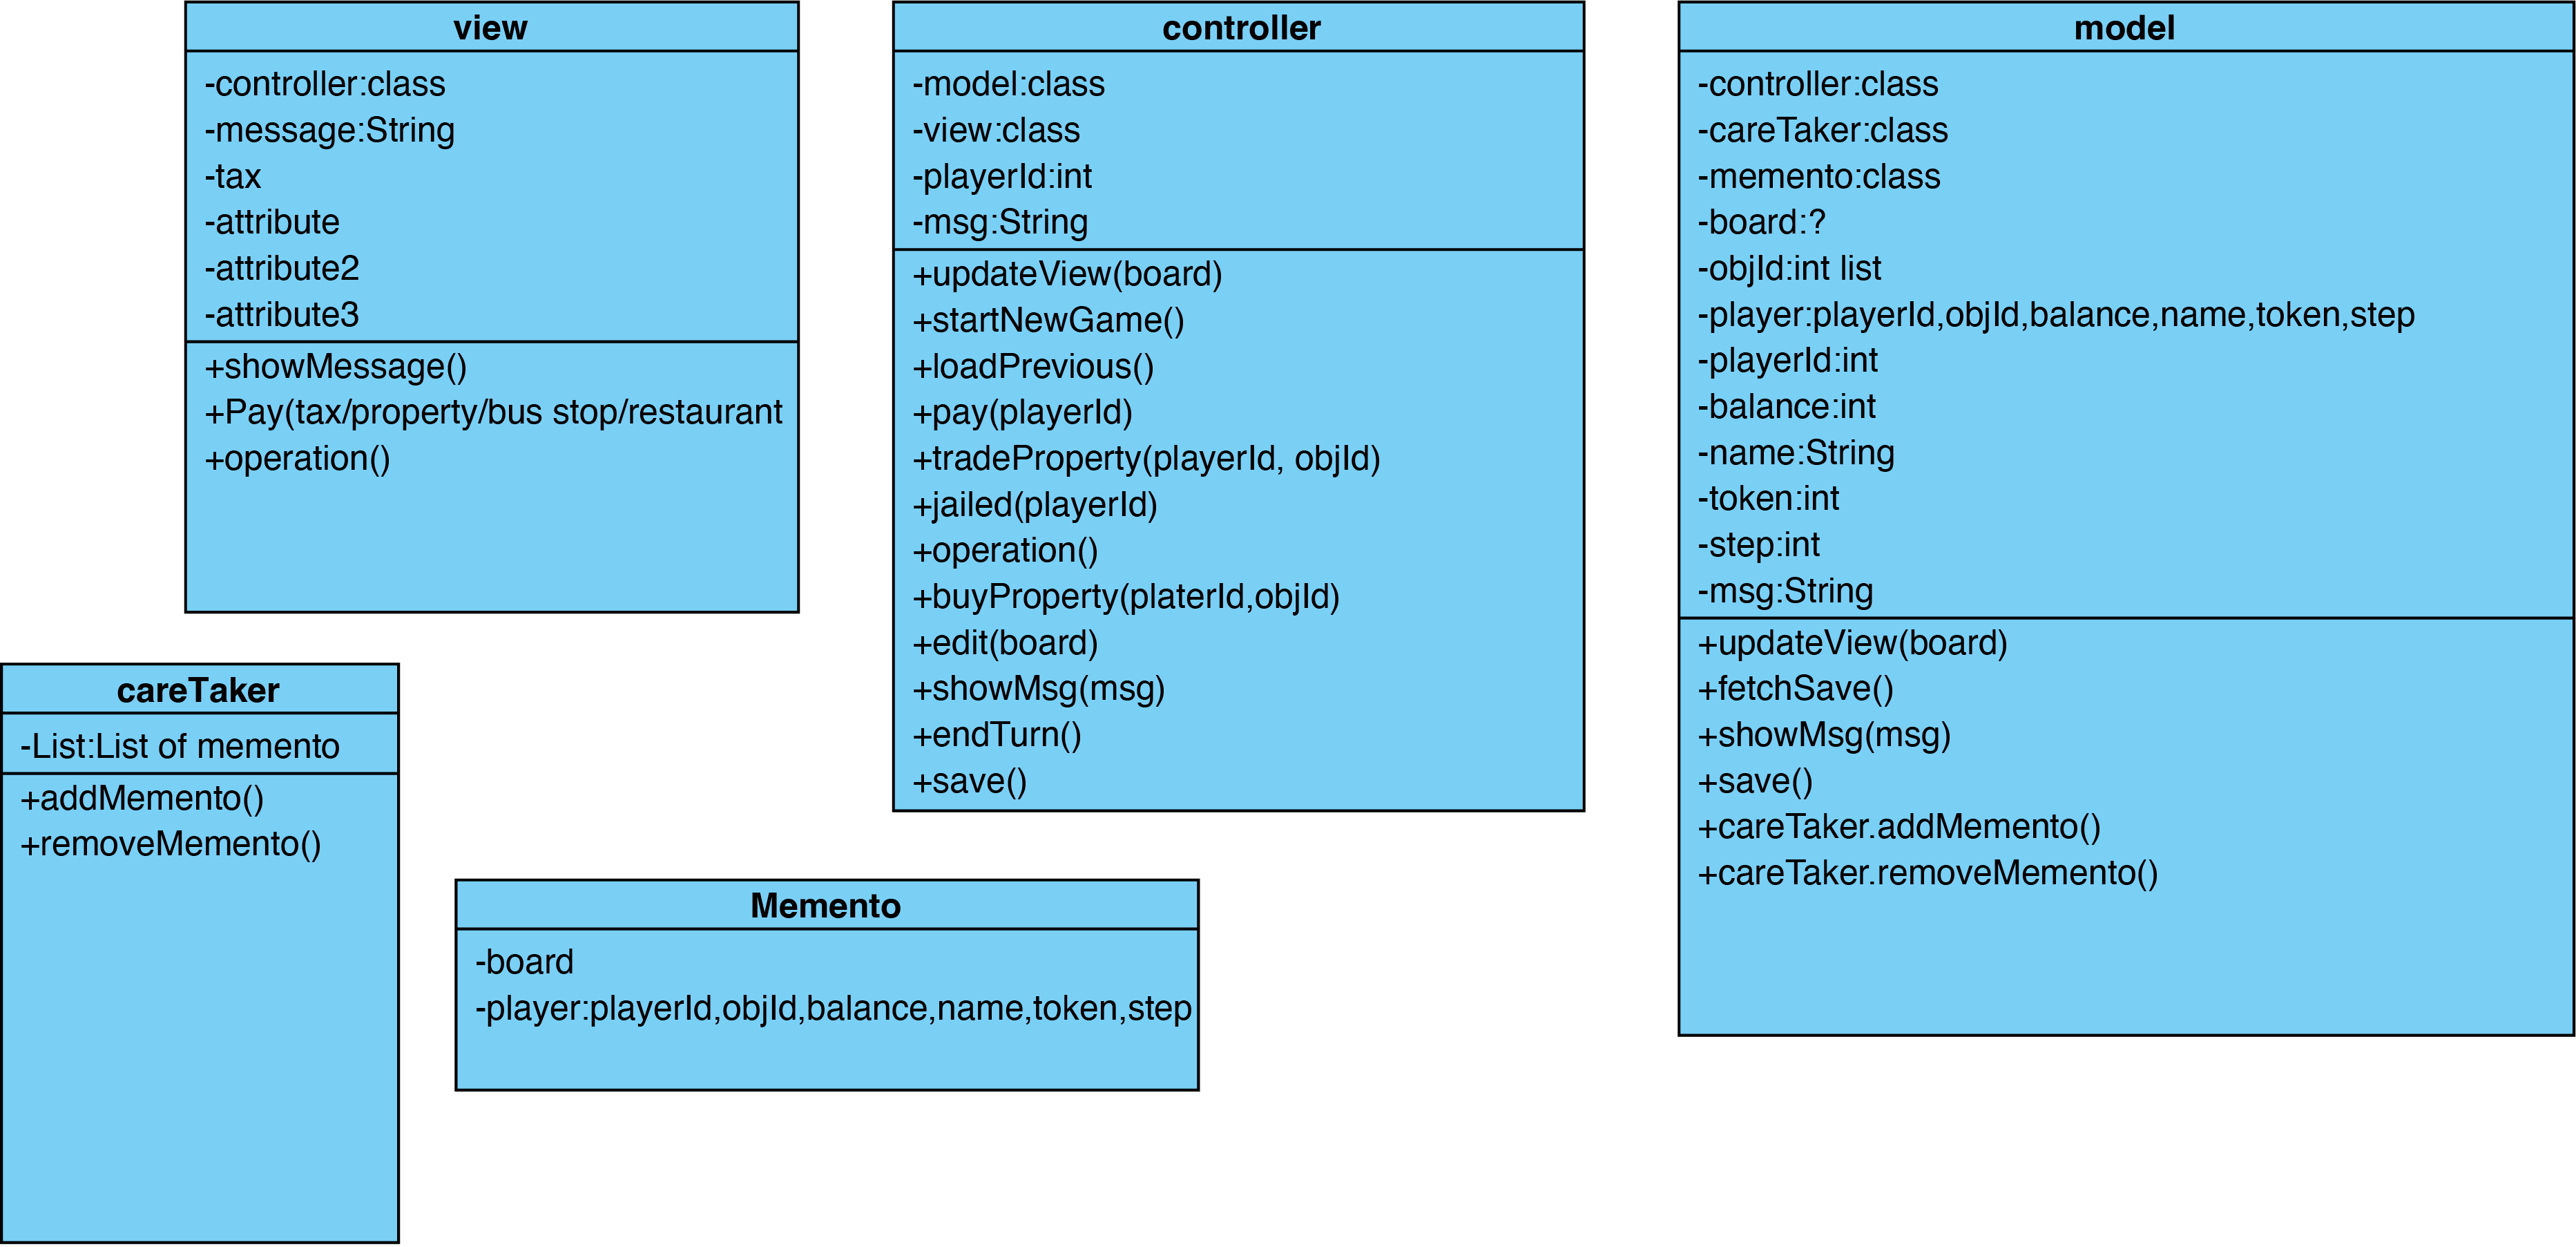 view
-controller:class
-message:String
-tax
-attribute
-attribute2
-attribute3
+showMessage()
+Pay(tax/property/bus stop/restaurant
+operation()
controller
-model:class
-view:class
-playerId:int
-msg:String
+updateView(board)
+startNewGame()
+loadPrevious()
+pay(playerId)
+tradeProperty(playerId, objId)
+jailed(playerId)
+operation()
+buyProperty(platerId,objId)
+edit(board)
+showMsg(msg)
+endTurn()
+save()
model
-controller:class
-careTaker:class
-memento:class
-board:?
-objId:int list
-player:playerId,objId,balance,name,token,step
-playerId:int
-balance:int
-name:String
-token:int
-step:int
-msg:String
+updateView(board)
+fetchSave()
+showMsg(msg)
+save()
+careTaker.addMemento()
+careTaker.removeMemento()
careTaker
-List:List of memento
+addMemento()
+removeMemento()
Memento
-board
-player:playerId,objId,balance,name,token,step